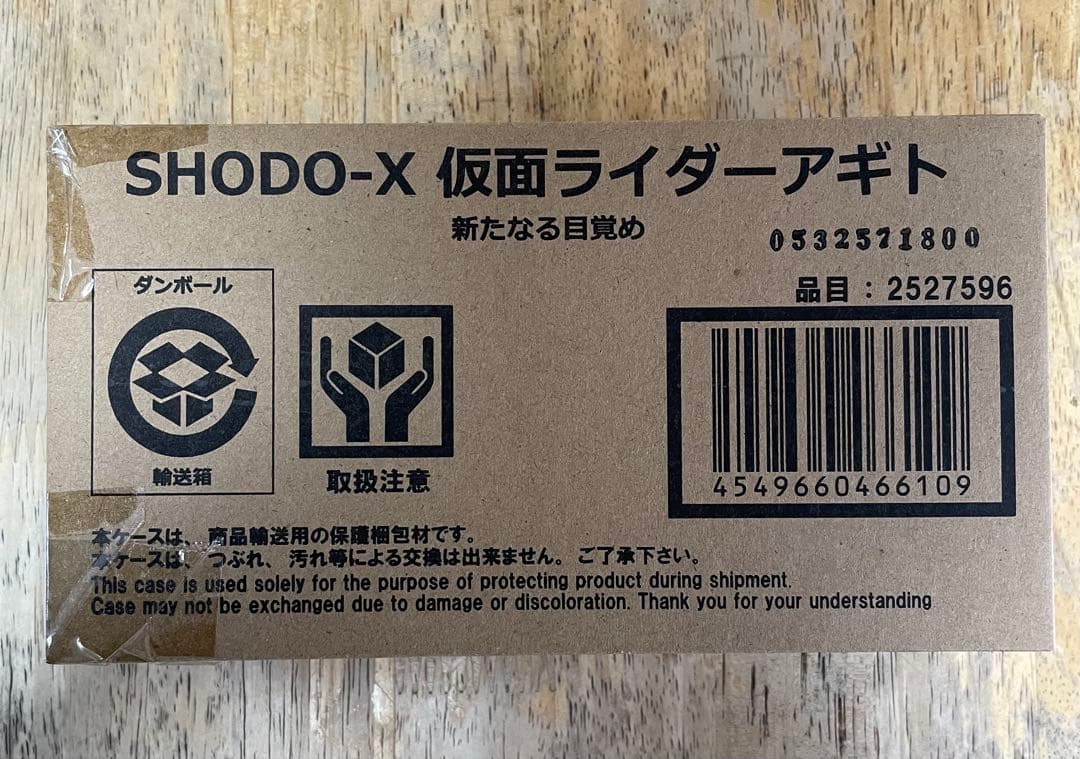 SHODO-X 仮面ライダーアギト
新たなる目覚め
0532571800
品目：2527596
ダンボール
輸送箱
取扱注意
4549660466109
本ケースは、商品輸送用の保護梱包材です。
本ケースは、つぶれ、汚れ等による交換は出来ません。ご了承下さい。
This case is used solely for the purpose of protecting product during shipment.
Case may not be exchanged due to damage or discoloration. Thank you for your understanding